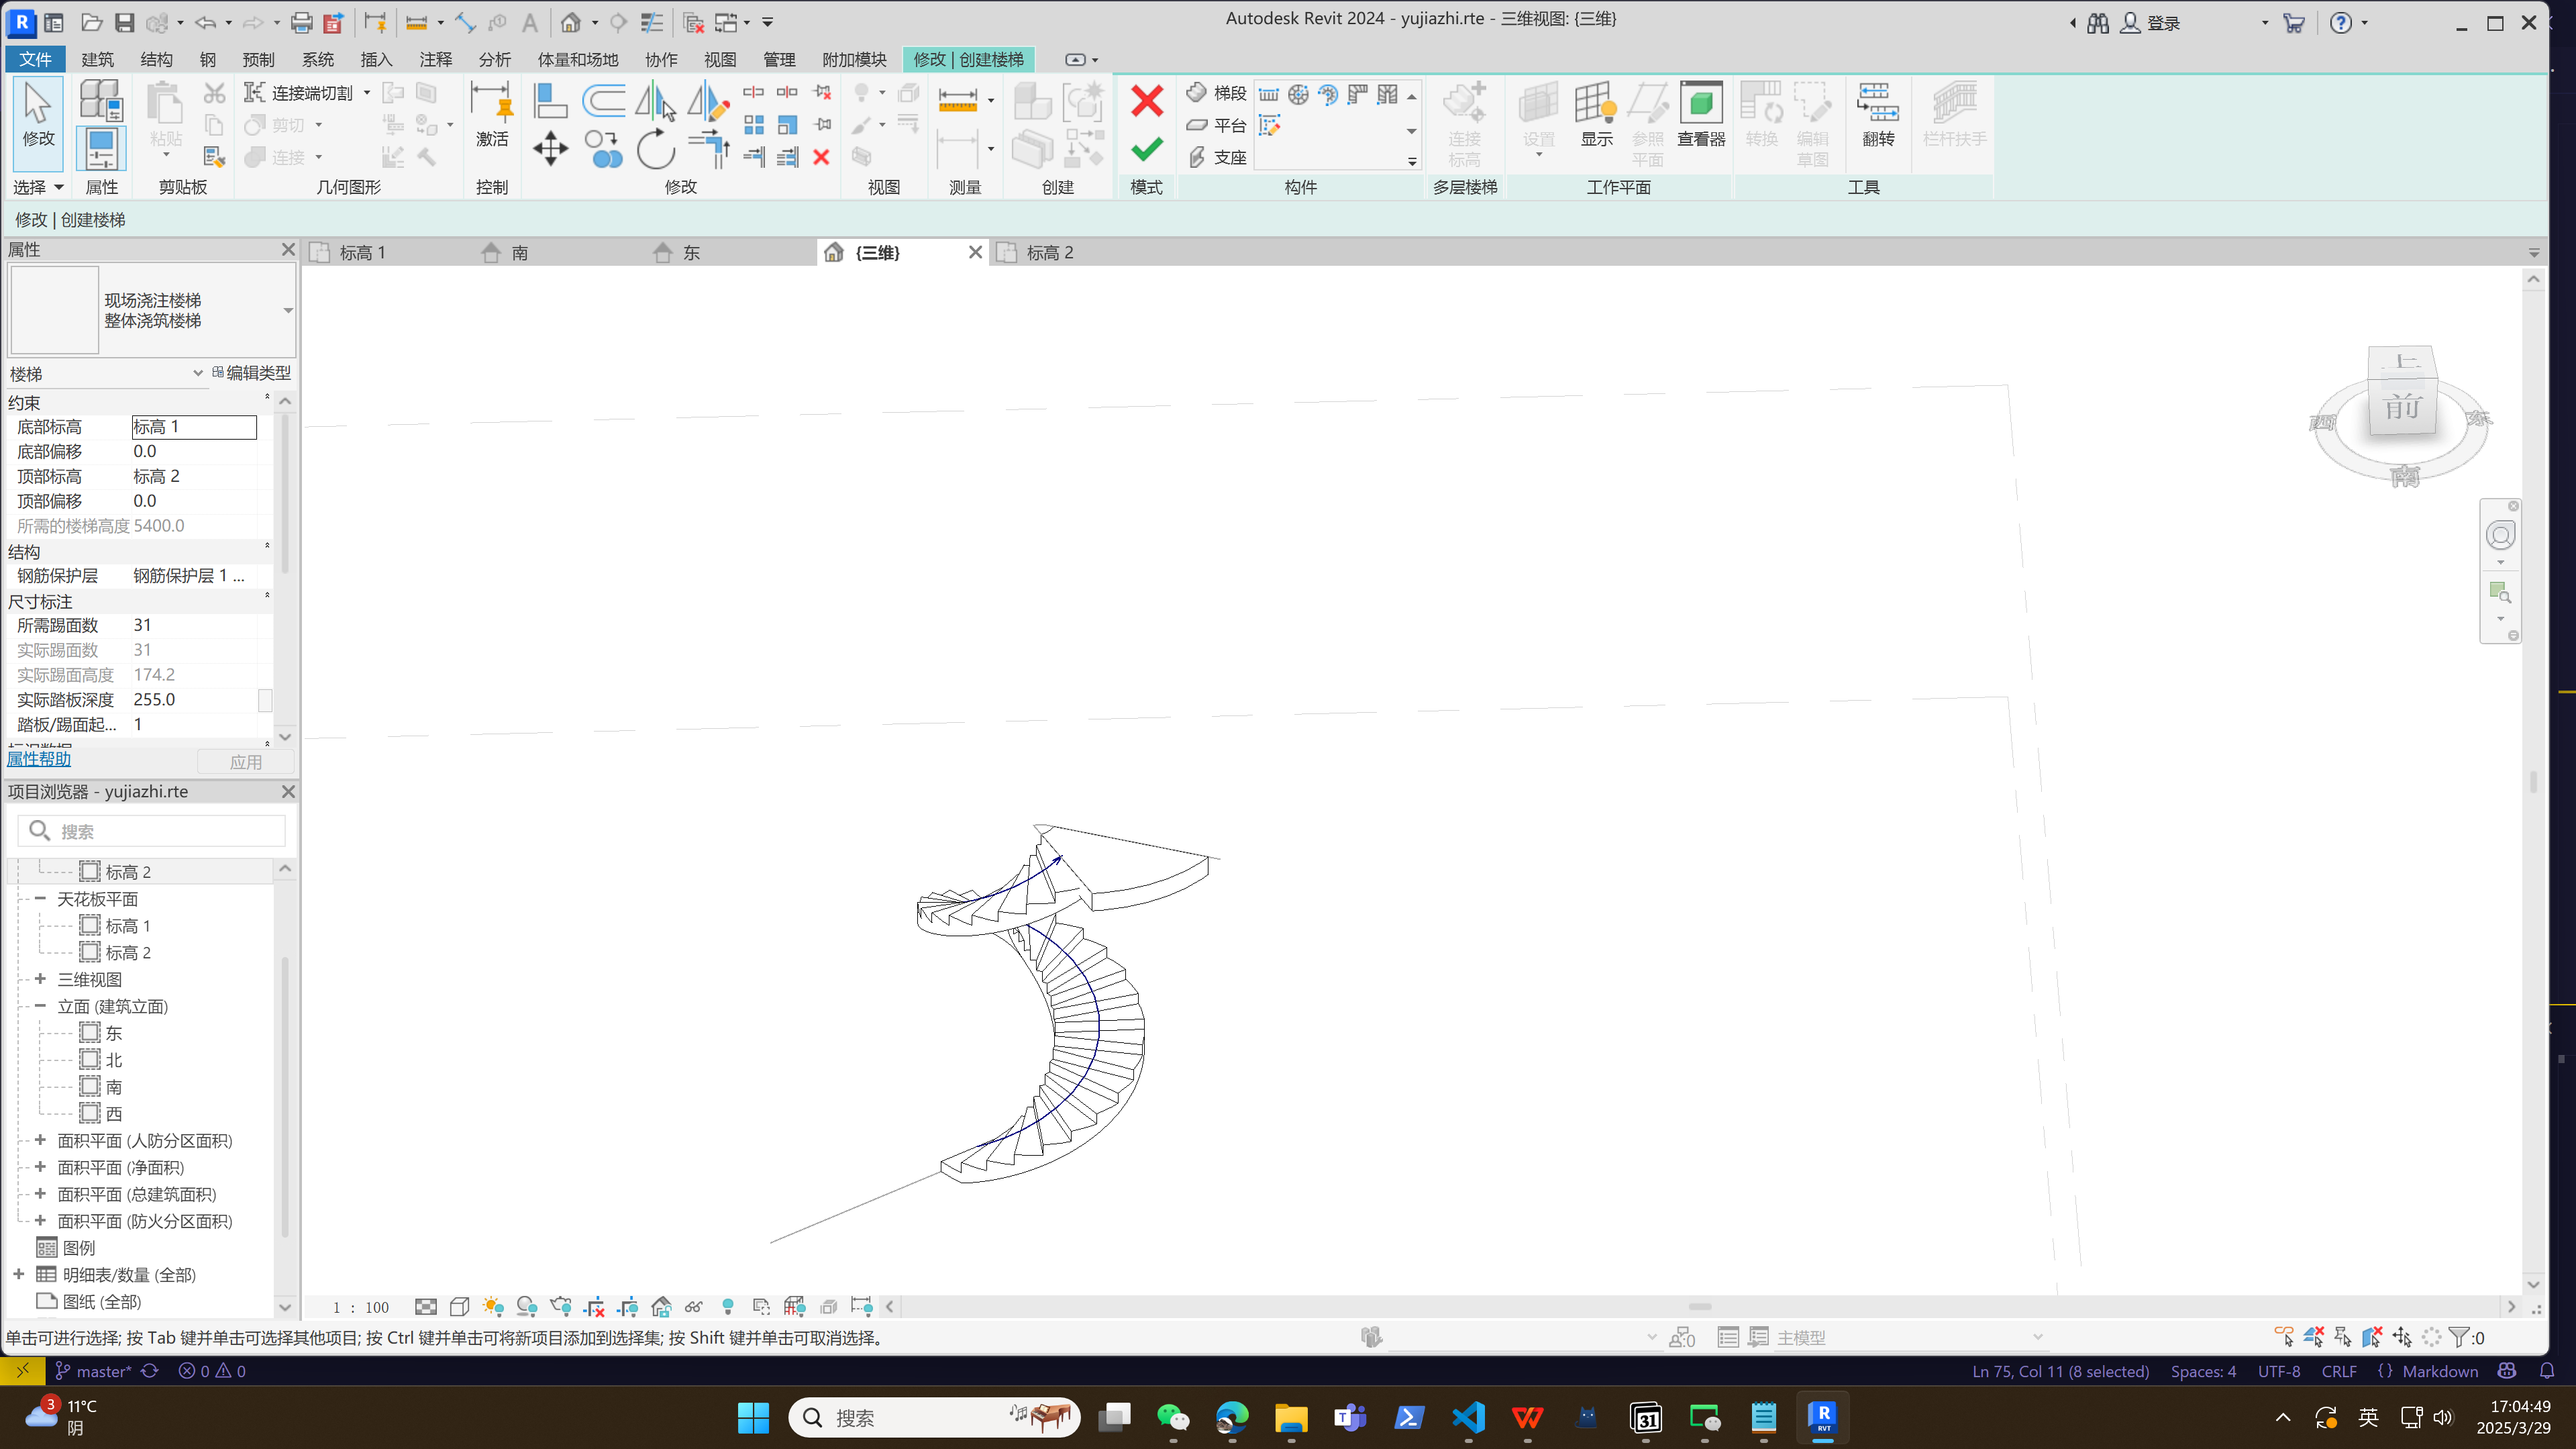 Autodesk Revit 2024 - yujiazhi.rte - 三维视图: {三维}
登录
文件 建筑 结构 钢 预制 系统 插入 注释 分析 体量和场地 协作 视图 管理 附加模块 修改 | 创建楼梯
修改
粘贴
连接端切割
剪切
连接
激活
梯段
平台
支座
连接
标高
设置
显示
参照
平面
查看器
转换
编辑
草图
翻转
栏杆扶手
选择 属性 剪贴板 几何图形 控制 修改 视图 测量 创建 模式 构件 多层楼梯 工作平面 工具
修改 | 创建楼梯
属性
标高 1 南 东 {三维} 标高 2
现场浇注楼梯
整体浇筑楼梯
楼梯 编辑类型
约束
底部标高 标高 1
底部偏移 0.0
顶部标高 标高 2
顶部偏移 0.0
所需的楼梯高度 5400.0
结构
钢筋保护层 钢筋保护层 1 ...
尺寸标注
所需踢面数 31
实际踢面数 31
实际踢面高度 174.2
实际踏板深度 255.0
踏板/踢面起... 1
属性帮助 应用
项目浏览器 - yujiazhi.rte
搜索
标高 2
天花板平面
标高 1
标高 2
三维视图
立面 (建筑立面)
东
北
南
西
面积平面 (人防分区面积)
面积平面 (净面积)
面积平面 (总建筑面积)
面积平面 (防火分区面积)
图例
明细表/数量 (全部)
图纸 (全部)
上
前
西
东
南
1 : 100
单击可进行选择; 按 Tab 键并单击可选择其他项目; 按 Ctrl 键并单击可将新项目添加到选择集; 按 Shift 键并单击可取消选择。
:0
主模型
:0
master* 0 0
Ln 75, Col 11 (8 selected) Spaces: 4 UTF-8 CRLF {} Markdown
3
11°C
阴
搜索
31
R
RVT
英
17:04:49
2025/3/29